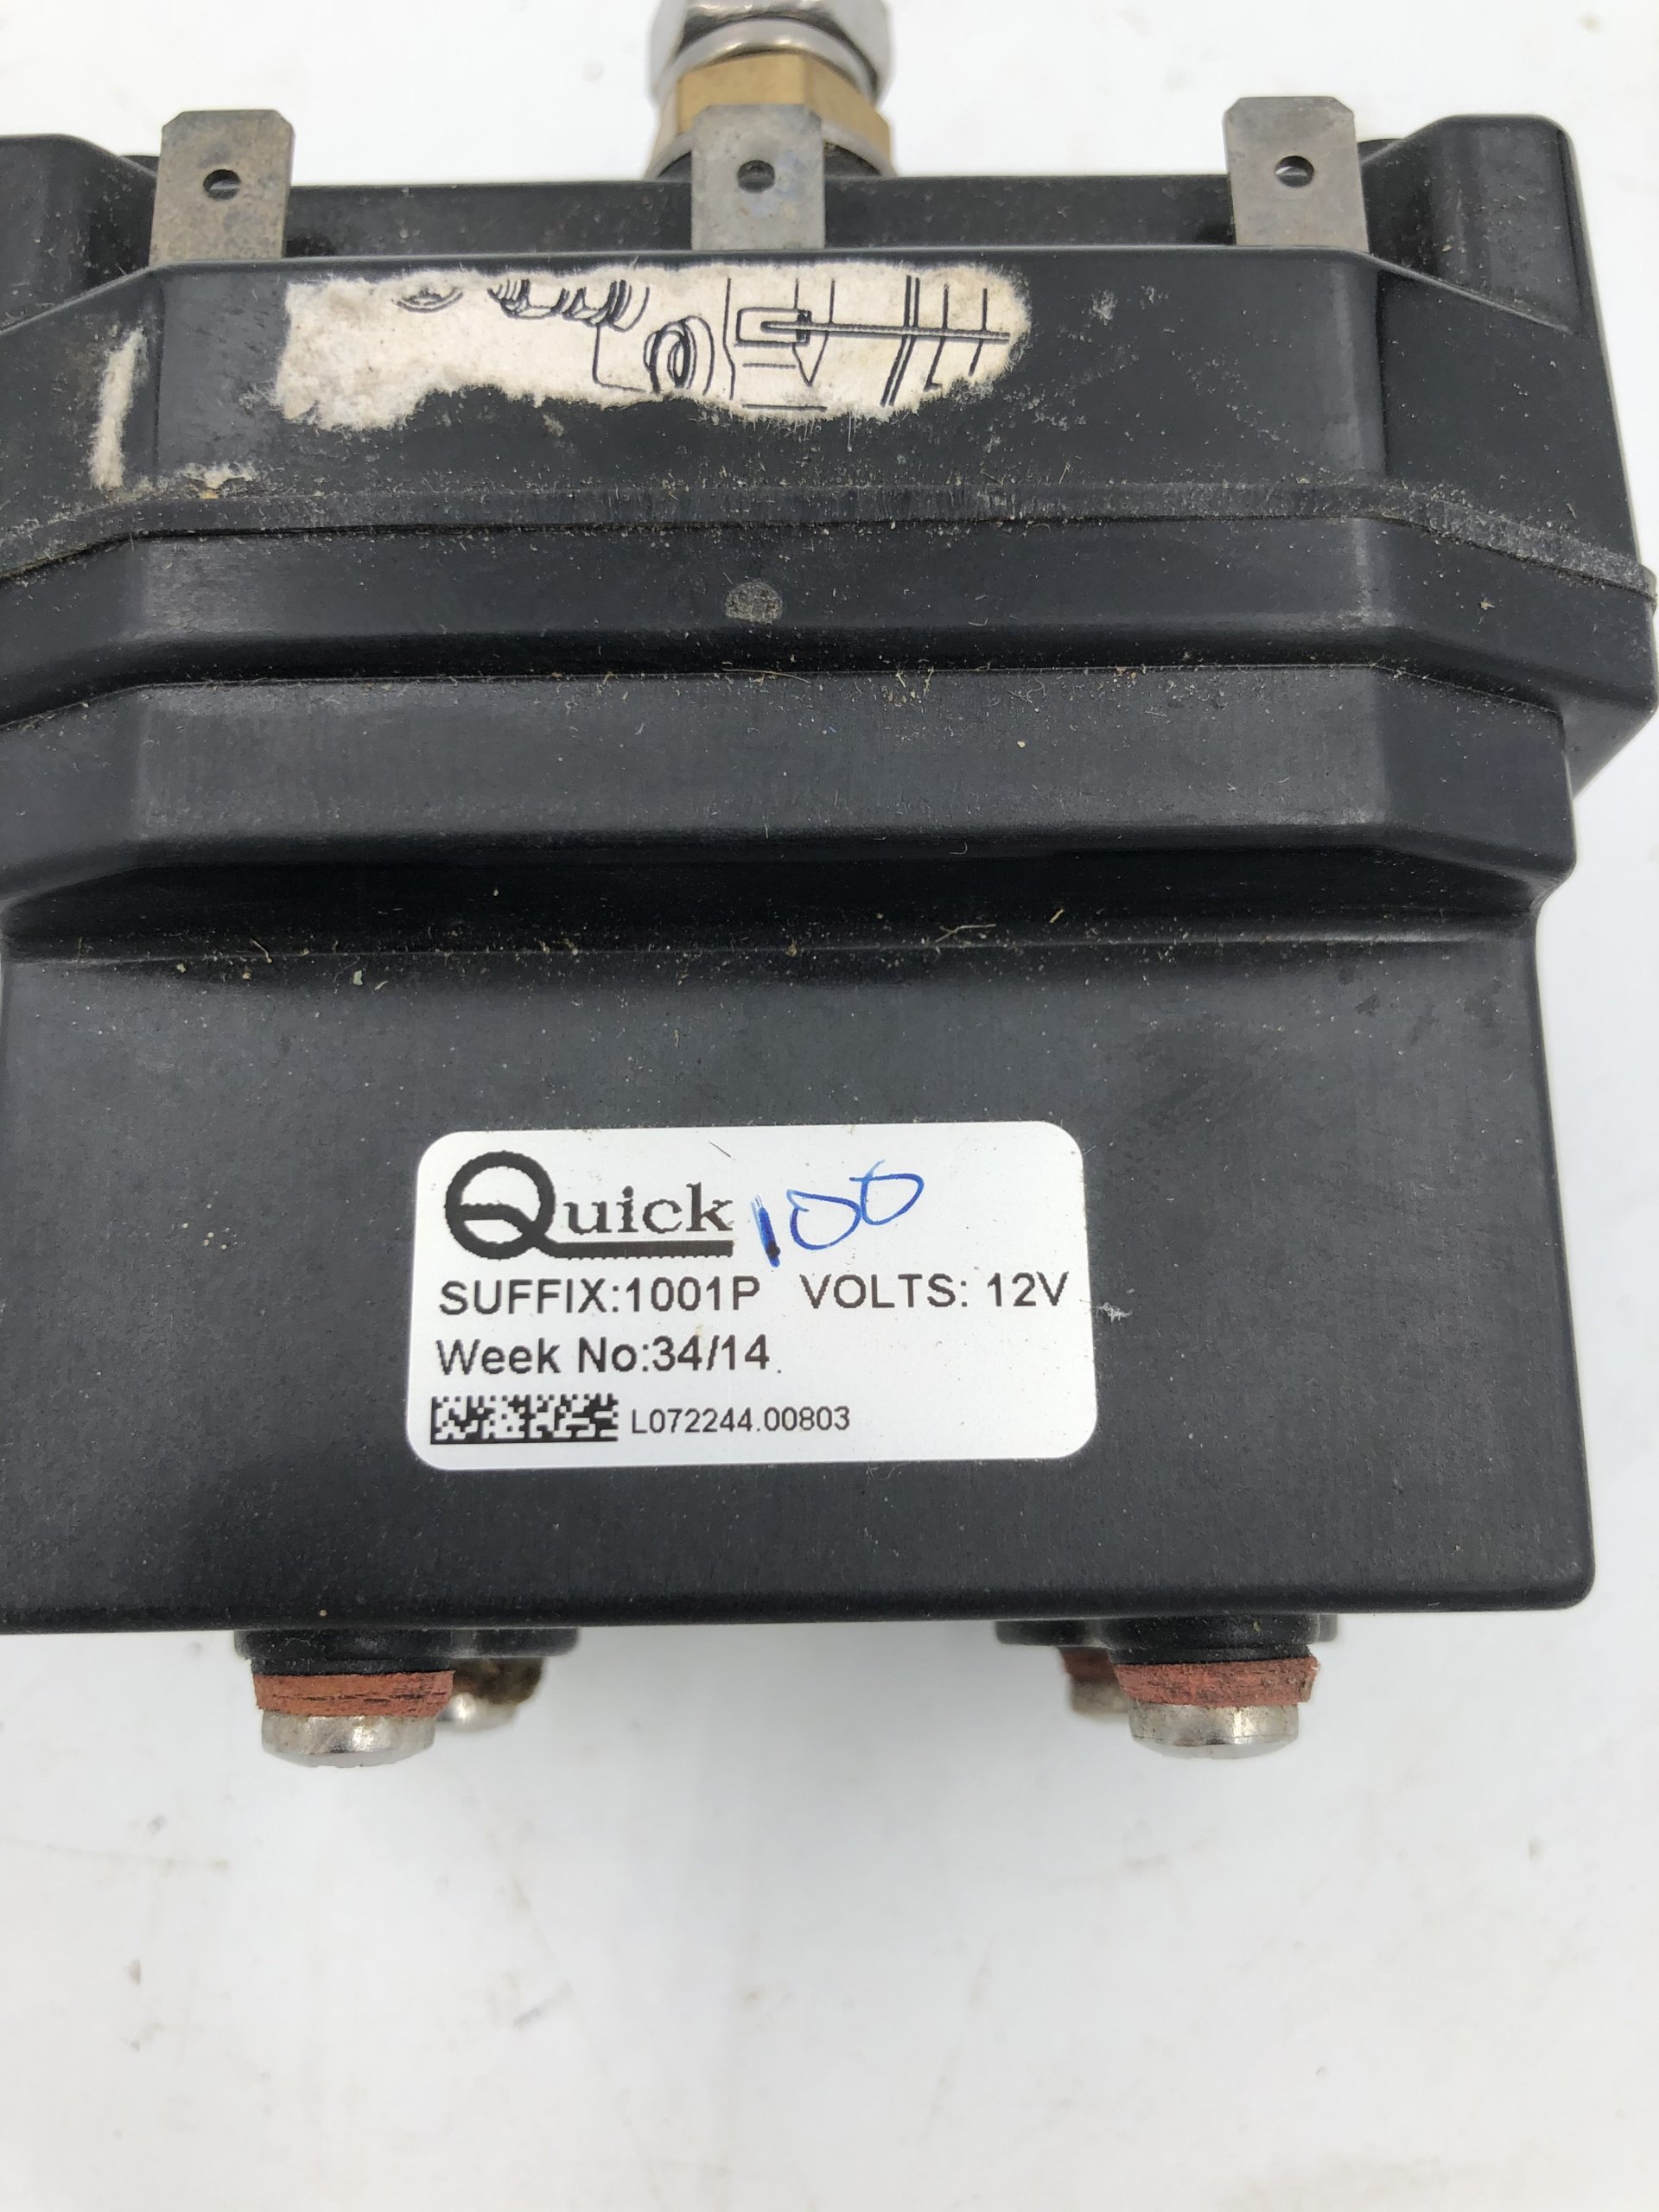 Quick 100
SUFFIX:1001P VOLTS: 12V
Week No:34/14
L072244.00803